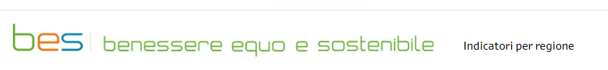 bes benessere equo e sostenibile Indicatori per regione